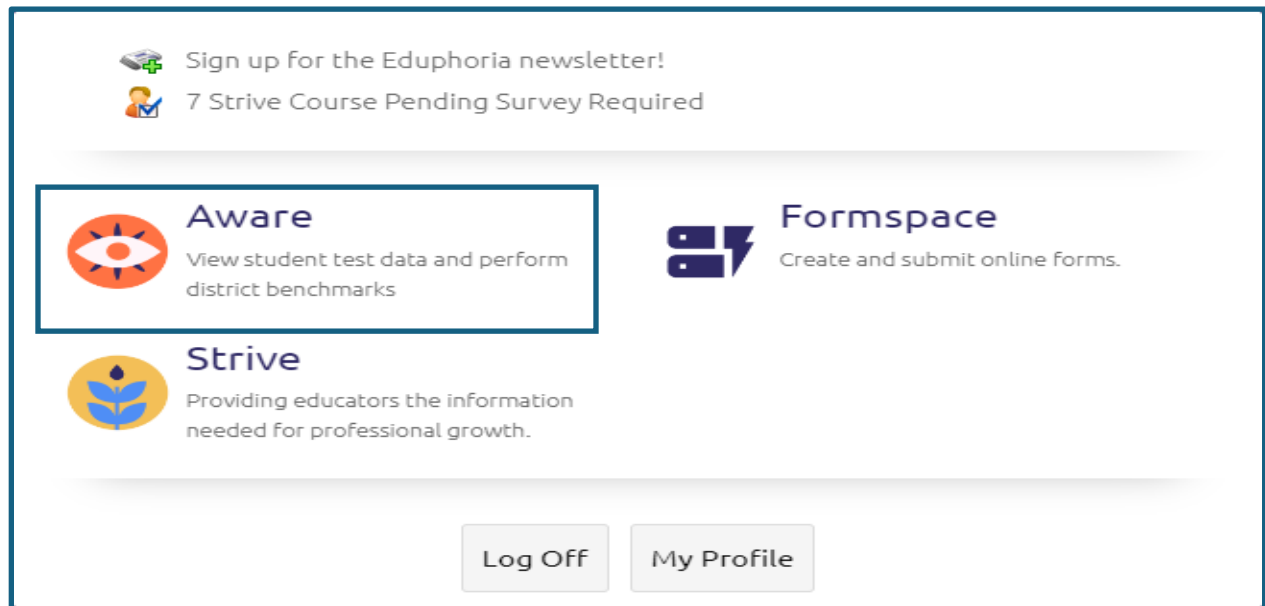 Sign up for the Eduphoria newsletter!
7 Strive Course Pending Survey Required
Aware
View student test data and perform
district benchmarks
Formspace
Create and submit online forms.
Strive
Providing educators the information
needed for professional growth.
Log Off
My Profile